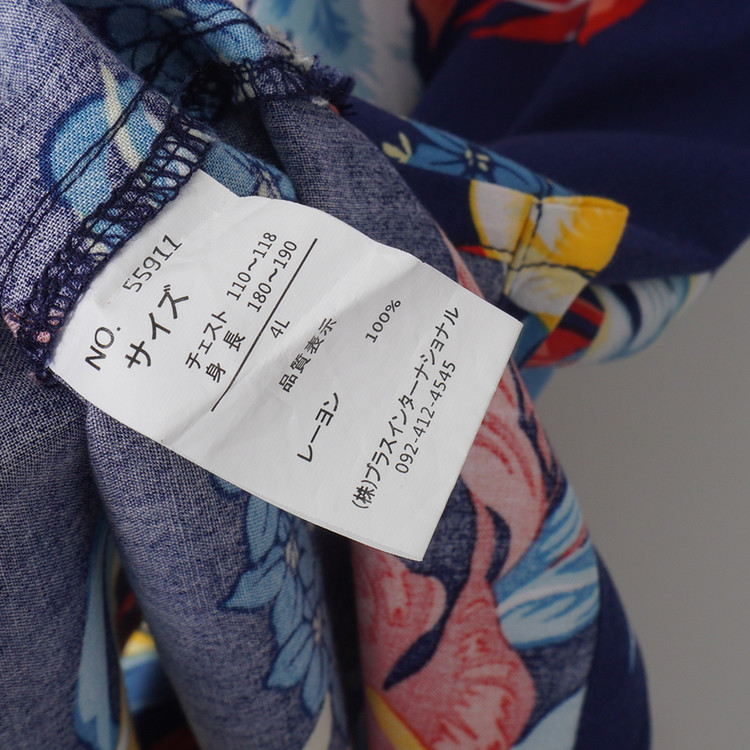 NO. 55911
サイズ
チェスト 110～118
身 長 180～190
4L
品質表示
レーヨン 100%
(株)プラスインターナショナル
092-412-4545